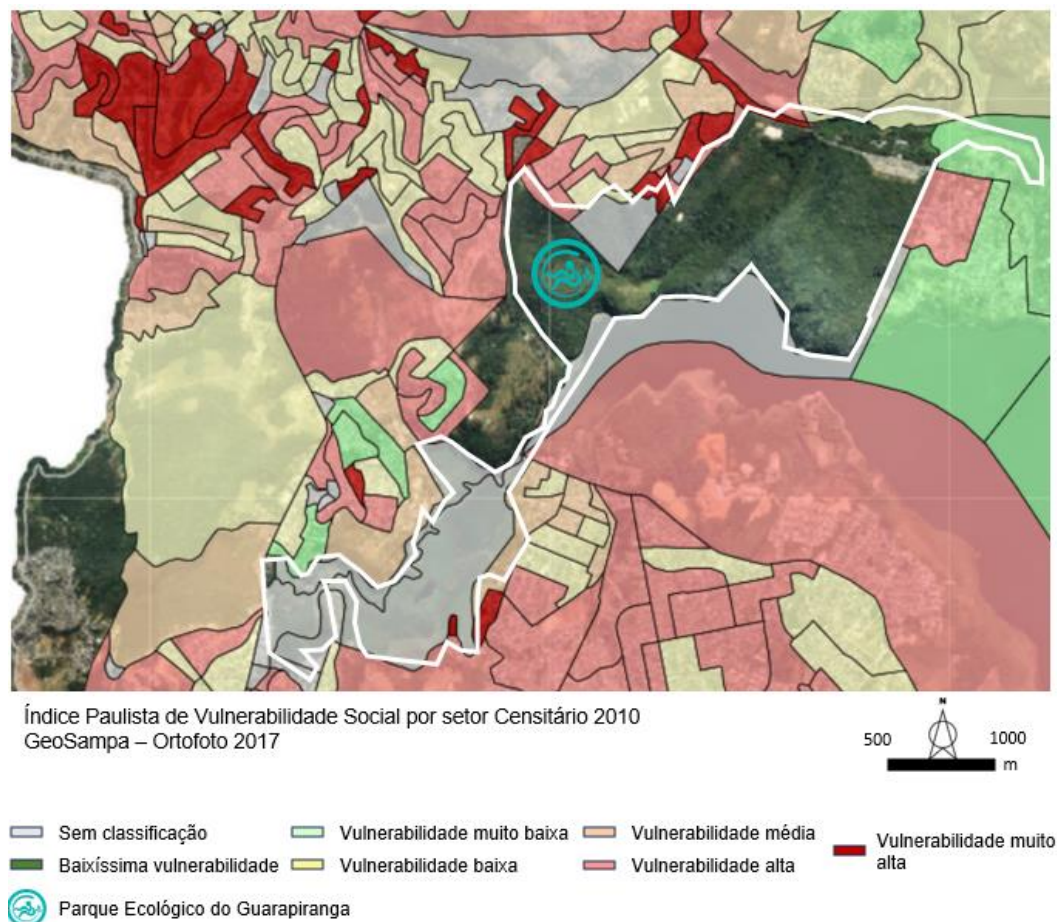 Índice Paulista de Vulnerabilidade Social por setor Censitário 2010
GeoSampa – Ortofoto 2017
N
500 1000
m
Sem classificação
Vulnerabilidade muito baixa
Vulnerabilidade média
Vulnerabilidade muito
alta
Baixíssima vulnerabilidade
Vulnerabilidade baixa
Vulnerabilidade alta
Parque Ecológico do Guarapiranga